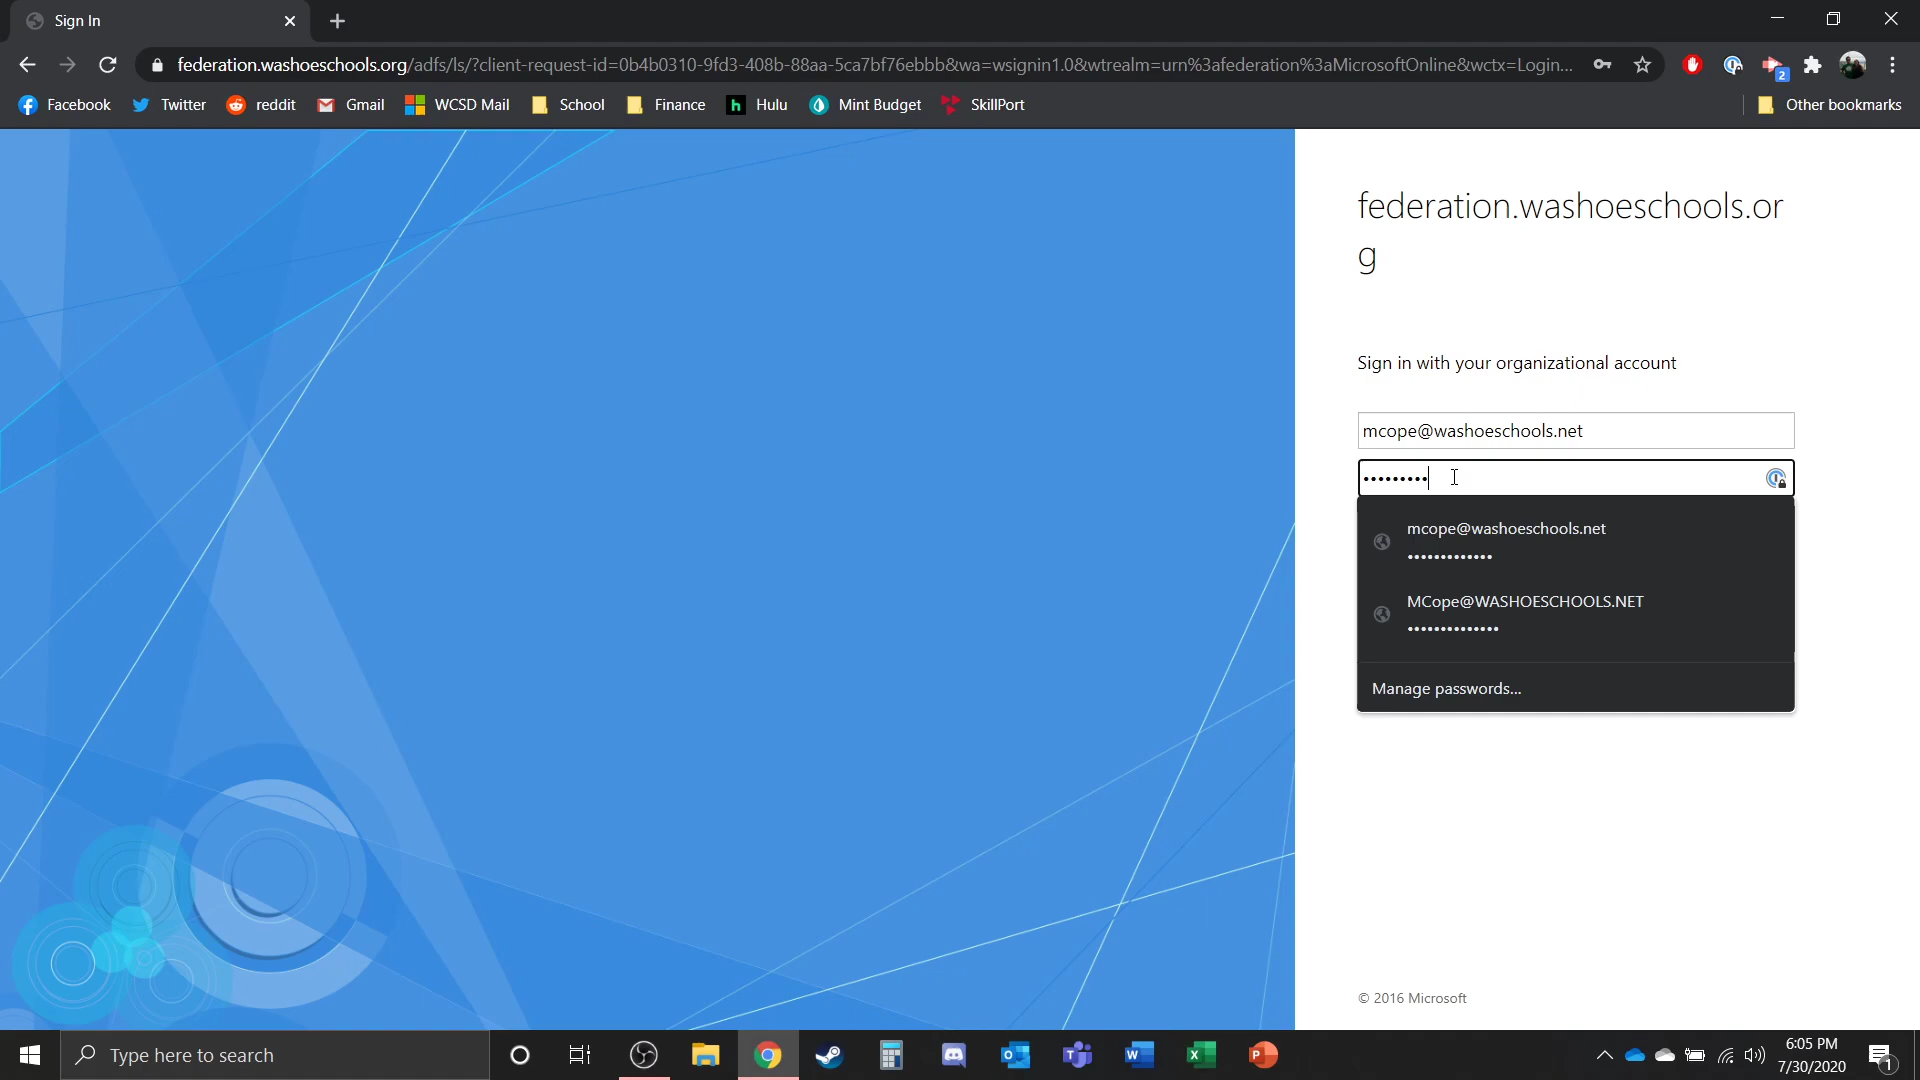 Sign In
federation.washoeschools.org/adfs/ls/?client-request-id=0b4b0310-9fd3-408b-88aa-5ca7bf76ebbb&wa=wsignin1.0&wtrealm=urn%3afederation%3aMicrosoftOnline&wctx=Login...
2
Facebook Twitter reddit Gmail WCSD Mail School Finance h Hulu Mint Budget SkillPort Other bookmarks
federation.washoeschools.or
g
Sign in with your organizational account
mcope@washoeschools.net
•••••••••
mcope@washoeschools.net
•••••••••••••
MCope@WASHOESCHOOLS.NET
••••••••••••••
Manage passwords...
© 2016 Microsoft
Type here to search
6:05 PM
7/30/2020
1